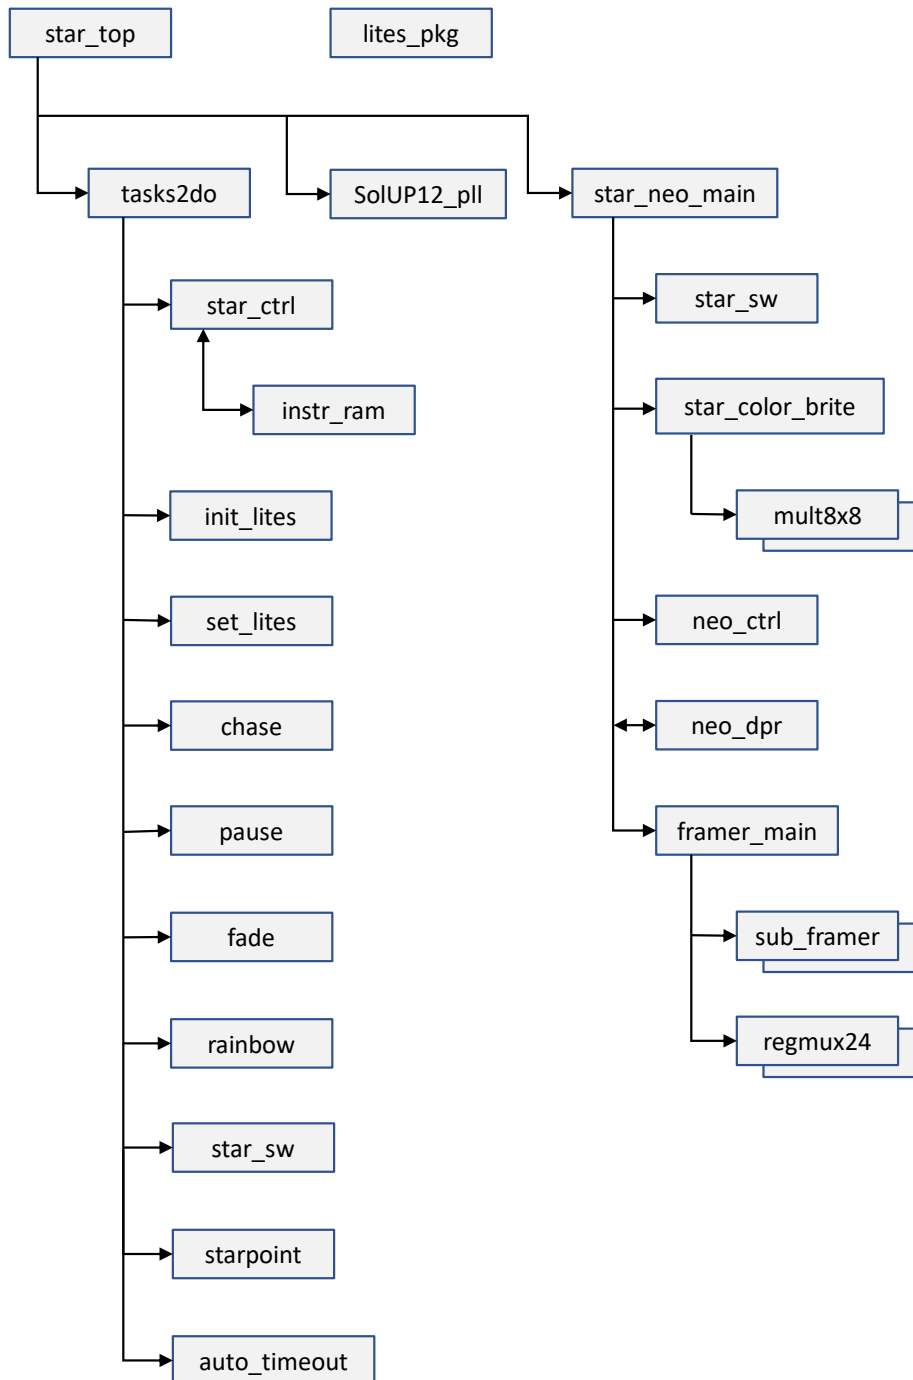 star_top
lites_pkg
tasks2do
SolUP12_pll
star_neo_main
star_ctrl
star_sw
instr_ram
star_color_brite
init_lites
mult8x8
set_lites
neo_ctrl
chase
neo_dpr
pause
framer_main
fade
sub_framer
rainbow
regmux24
star_sw
starpoint
auto_timeout